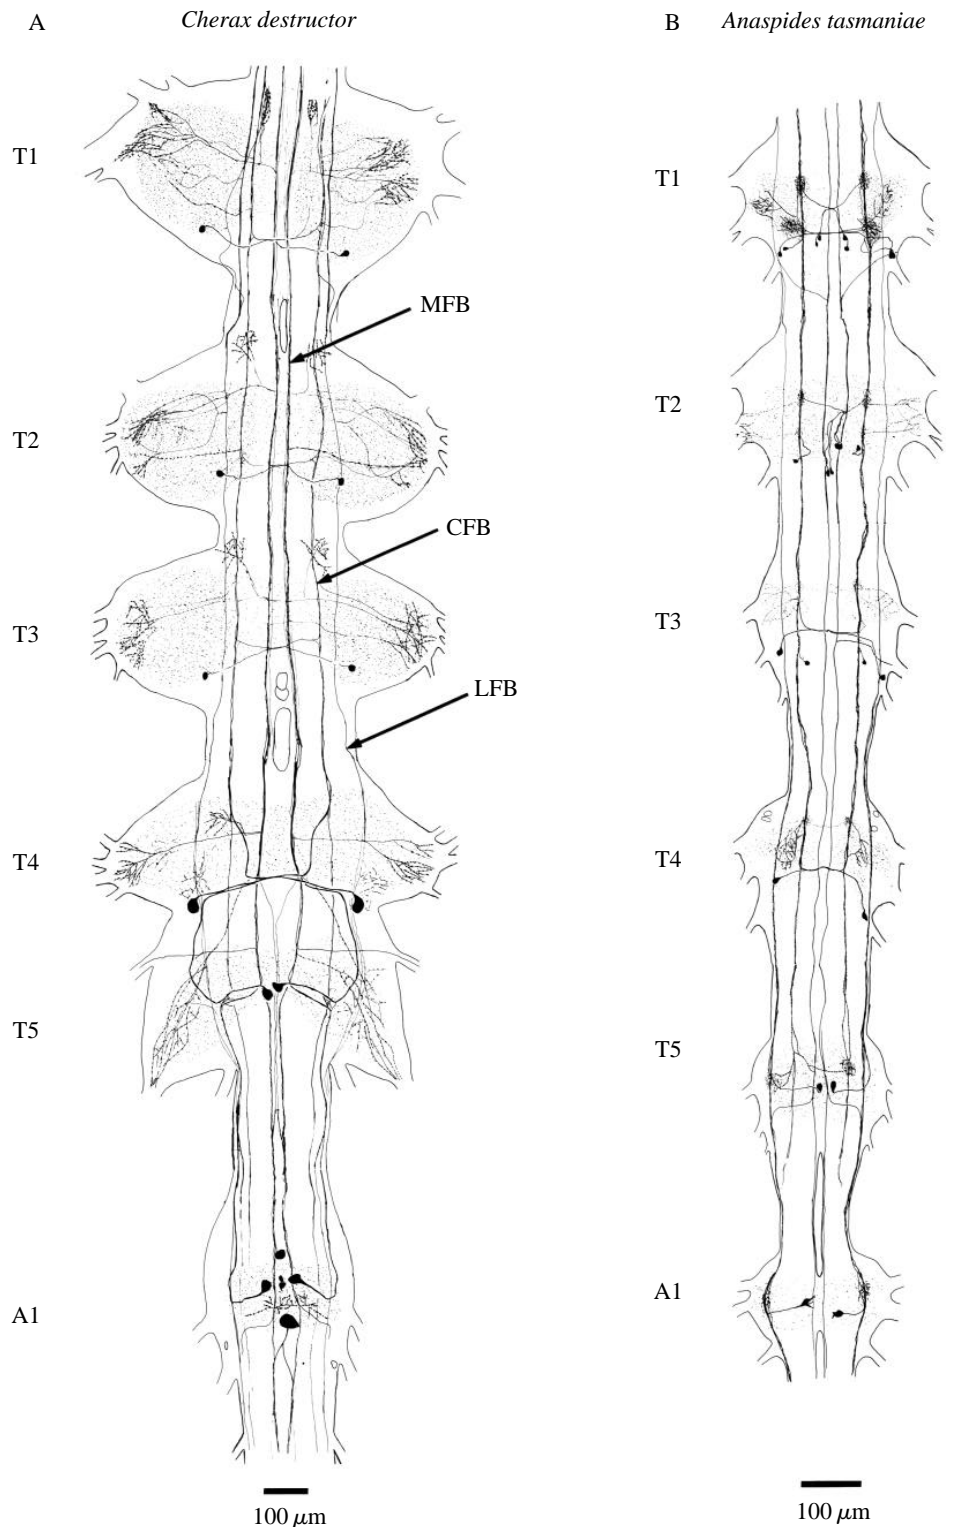 A
Cherax destructor
B
Anaspides tasmaniae
T1
T2
T3
T4
T5
A1
MFB
CFB
LFB
100 μm
T1
T2
T3
T4
T5
A1
100 μm